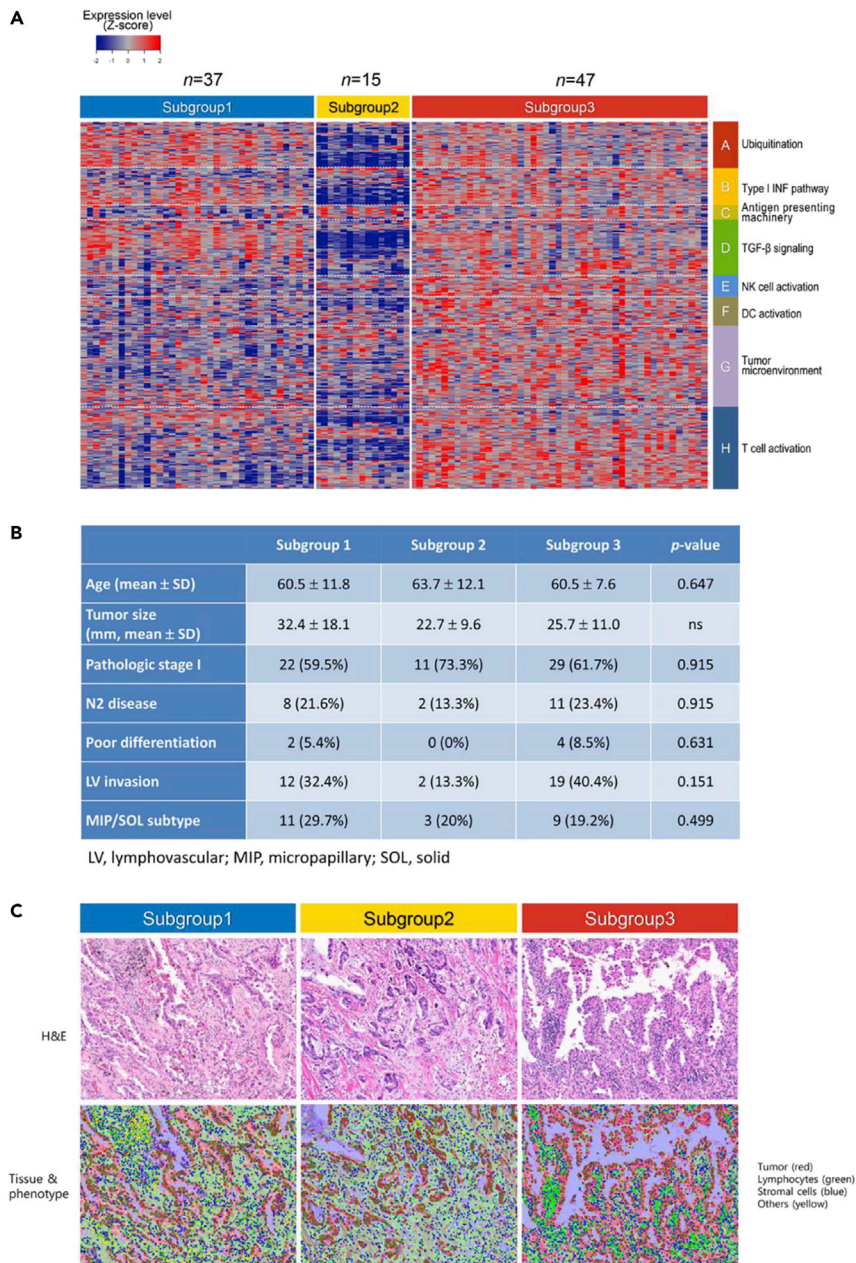 A
Expression level
(Z-score)
-2 -1 0 1 2
n=37 n=15 n=47
Subgroup1 Subgroup2 Subgroup3
A Ubiquitination
B Type I INF pathway
C Antigen presenting
machinery
D TGF-β signaling
E NK cell activation
F DC activation
G Tumor
microenvironment
H T cell activation
B
Subgroup 1 Subgroup 2 Subgroup 3 p-value
Age (mean ± SD) 60.5 ± 11.8 63.7 ± 12.1 60.5 ± 7.6 0.647
Tumor size
(mm, mean ± SD) 32.4 ± 18.1 22.7 ± 9.6 25.7 ± 11.0 ns
Pathologic stage I 22 (59.5%) 11 (73.3%) 29 (61.7%) 0.915
N2 disease 8 (21.6%) 2 (13.3%) 11 (23.4%) 0.915
Poor differentiation 2 (5.4%) 0 (0%) 4 (8.5%) 0.631
LV invasion 12 (32.4%) 2 (13.3%) 19 (40.4%) 0.151
MIP/SOL subtype 11 (29.7%) 3 (20%) 9 (19.2%) 0.499
LV, lymphovascular; MIP, micropapillary; SOL, solid
C
Subgroup1 Subgroup2 Subgroup3
H&E
Tissue &
phenotype
Tumor (red)
Lymphocytes (green)
Stromal cells (blue)
Others (yellow)